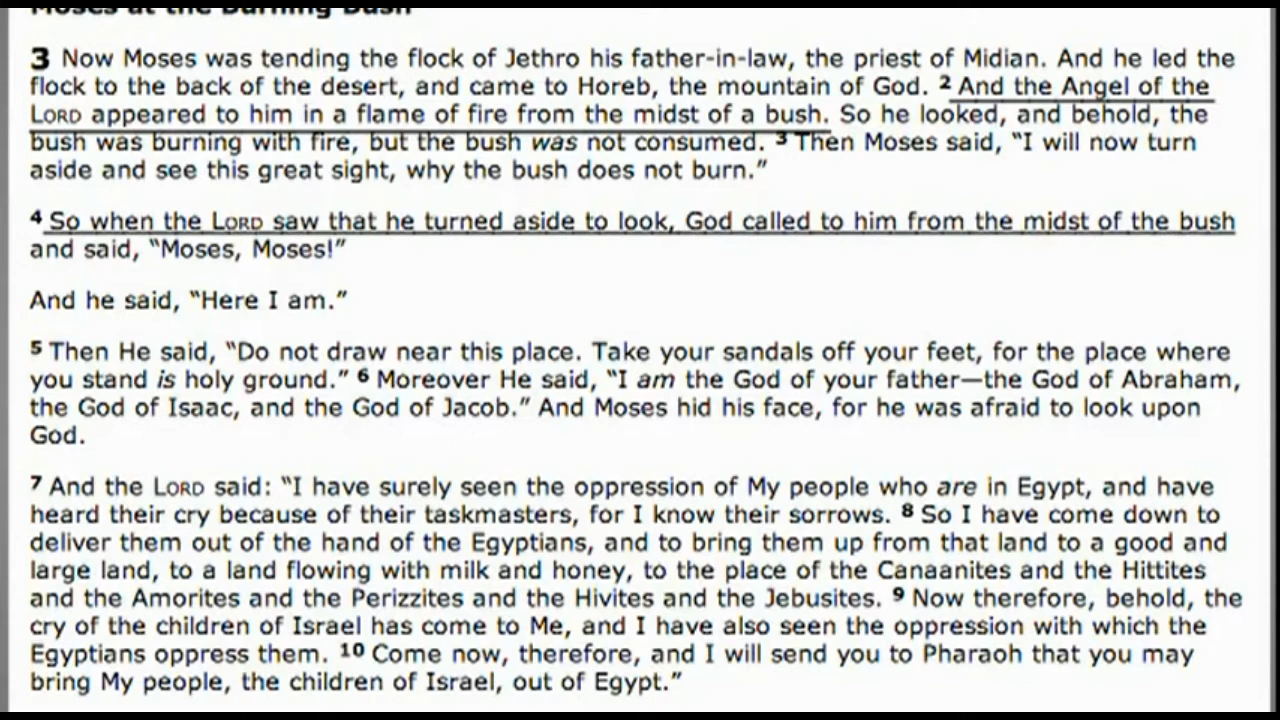 Moses at the Burning Bush
3 Now Moses was tending the flock of Jethro his father-in-law, the priest of Midian. And he led the
flock to the back of the desert, and came to Horeb, the mountain of God. 2 And the Angel of the
LORD appeared to him in a flame of fire from the midst of a bush. So he looked, and behold, the
bush was burning with fire, but the bush was not consumed. 3 Then Moses said, “I will now turn
aside and see this great sight, why the bush does not burn.”
4 So when the LORD saw that he turned aside to look, God called to him from the midst of the bush
and said, “Moses, Moses!”
And he said, “Here I am.”
5 Then He said, “Do not draw near this place. Take your sandals off your feet, for the place where
you stand is holy ground.” 6 Moreover He said, “I am the God of your father—the God of Abraham,
the God of Isaac, and the God of Jacob.” And Moses hid his face, for he was afraid to look upon
God.
7 And the LORD said: “I have surely seen the oppression of My people who are in Egypt, and have
heard their cry because of their taskmasters, for I know their sorrows. 8 So I have come down to
deliver them out of the hand of the Egyptians, and to bring them up from that land to a good and
large land, to a land flowing with milk and honey, to the place of the Canaanites and the Hittites
and the Amorites and the Perizzites and the Hivites and the Jebusites. 9 Now therefore, behold, the
cry of the children of Israel has come to Me, and I have also seen the oppression with which the
Egyptians oppress them. 10 Come now, therefore, and I will send you to Pharaoh that you may
bring My people, the children of Israel, out of Egypt.”